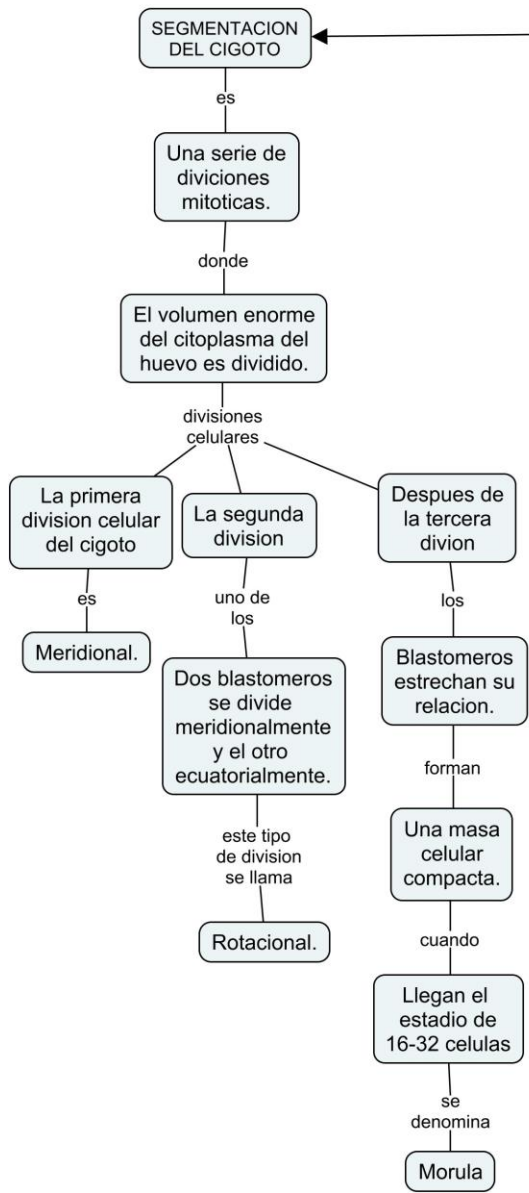 SEGMENTACION
DEL CIGOTO
es
Una serie de
diviciones
mitoticas.
donde
El volumen enorme
del citoplasma del
huevo es dividido.
divisiones
celulares
La primera
division celular
del cigoto
es
Meridional.
La segunda
division
uno de
los
Dos blastomeros
se divide
meridionalmente
y el otro
ecuatorialmente.
este tipo
de division
se llama
Rotacional.
Despues de
la tercera
divion
los
Blastomeros
estrechan su
relacion.
forman
Una masa
celular
compacta.
cuando
Llegan el
estadio de
16-32 celulas
se
denomina
Morula